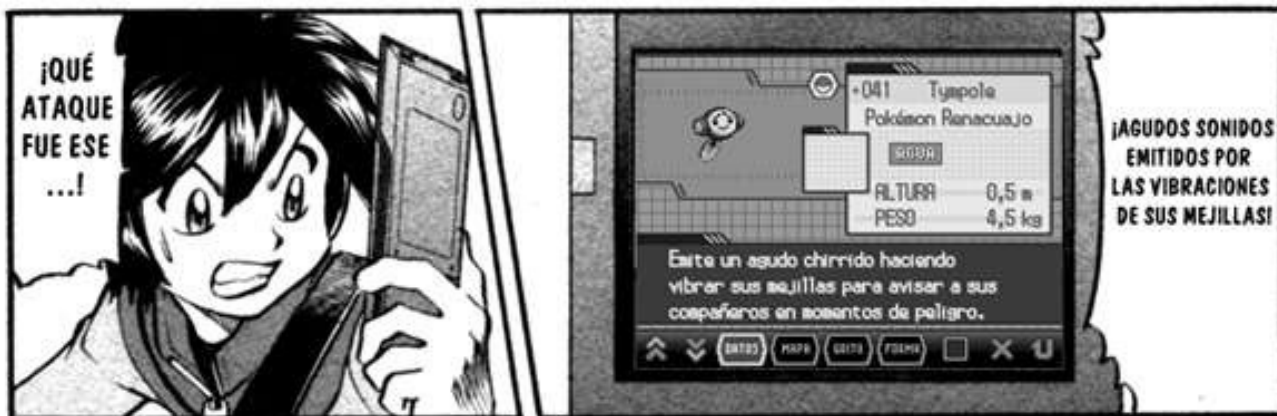 ¡QUÉ
ATAQUE
FUE ESE
...!
041 Tympole
Pokémon Renacuajo
AGUA
ALTURA 0,5 m
PESO 4,5 kg
Emite un agudo chirrido haciendo
vibrar sus mejillas para avisar a sus
compañeros en momentos de peligro.
DATOS MAPA GRITO FORMA
¡AGUDOS SONIDOS
EMITIDOS POR
LAS VIBRACIONES
DE SUS MEJILLAS!